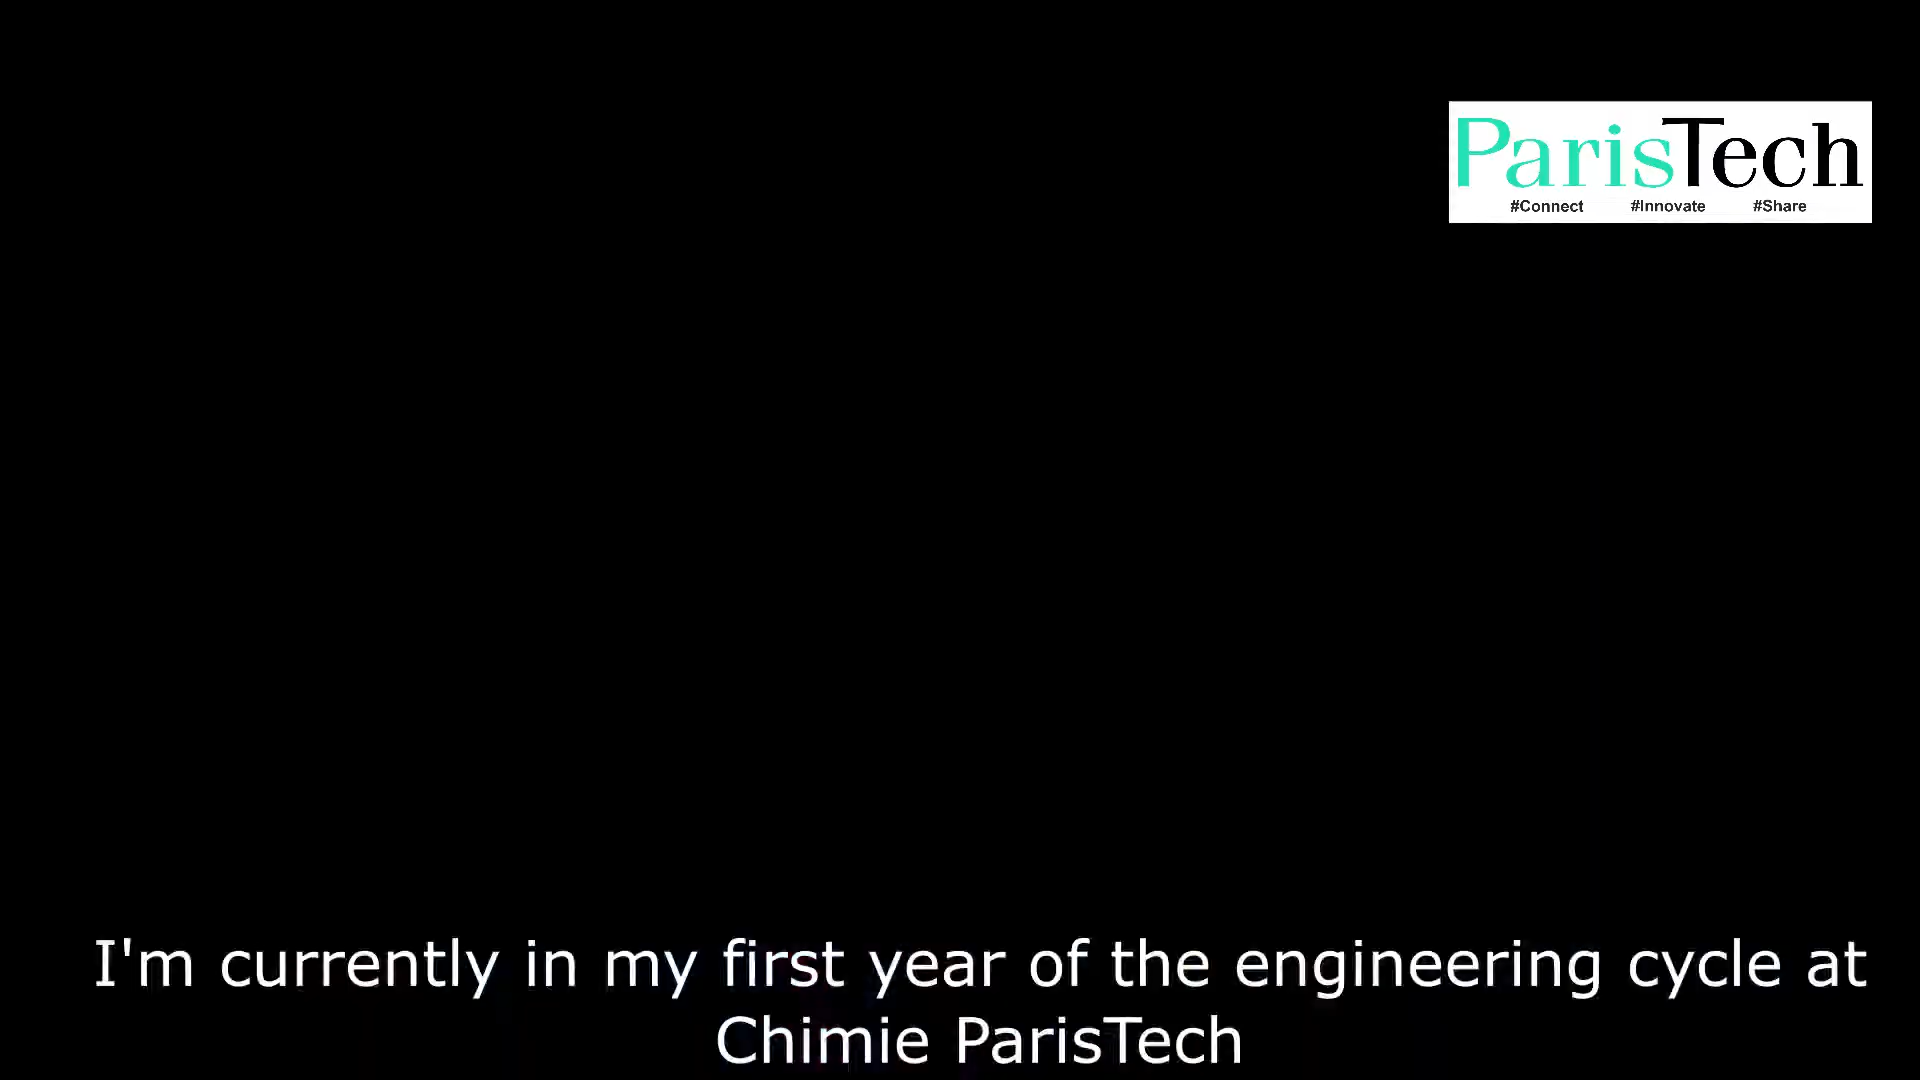 ParisTech
#Connect #Innovate #Share
I'm currently in my first year of the engineering cycle at
Chimie ParisTech